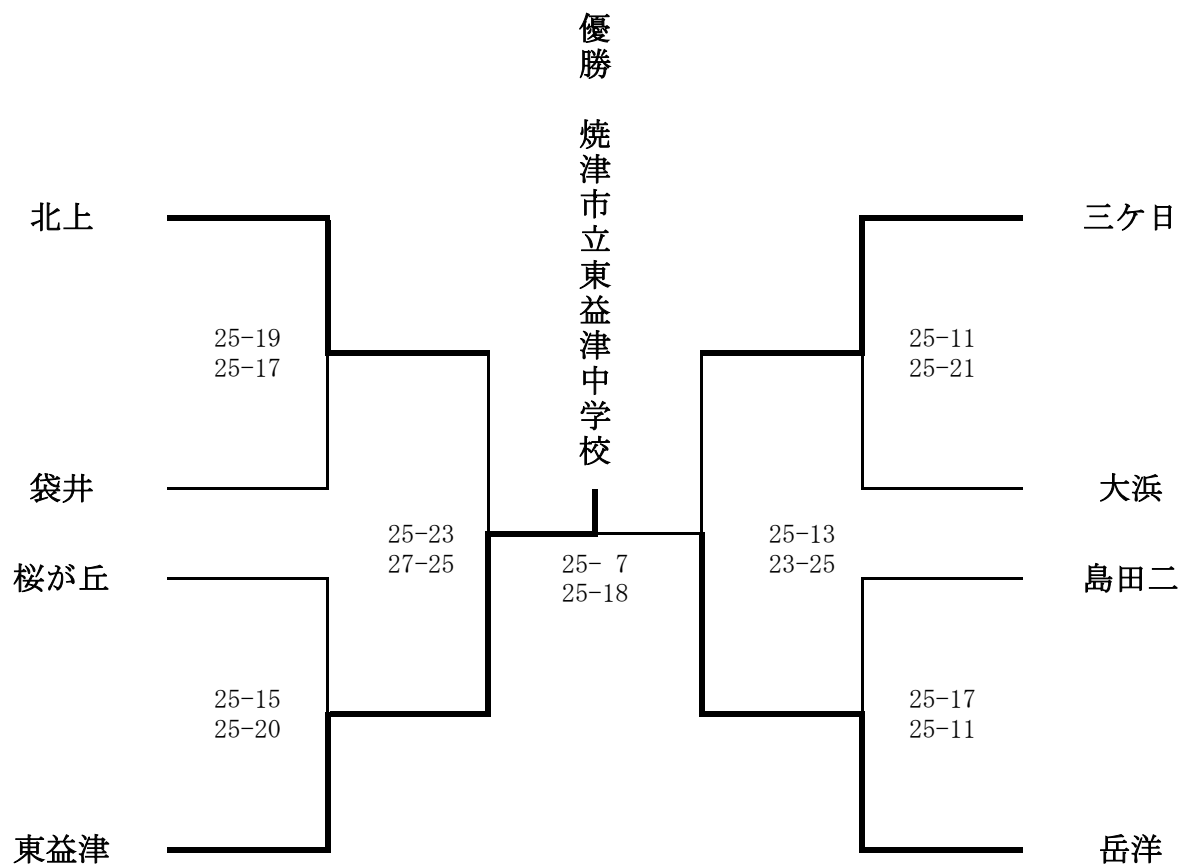 優勝　焼津市立東益津中学校
北上
三ケ日
25-19
25-17
25-11
25-21
袋井
大浜
25-23
27-25
25- 7
25-18
25-13
23-25
桜が丘
島田二
25-15
25-20
25-17
25-11
東益津
岳洋